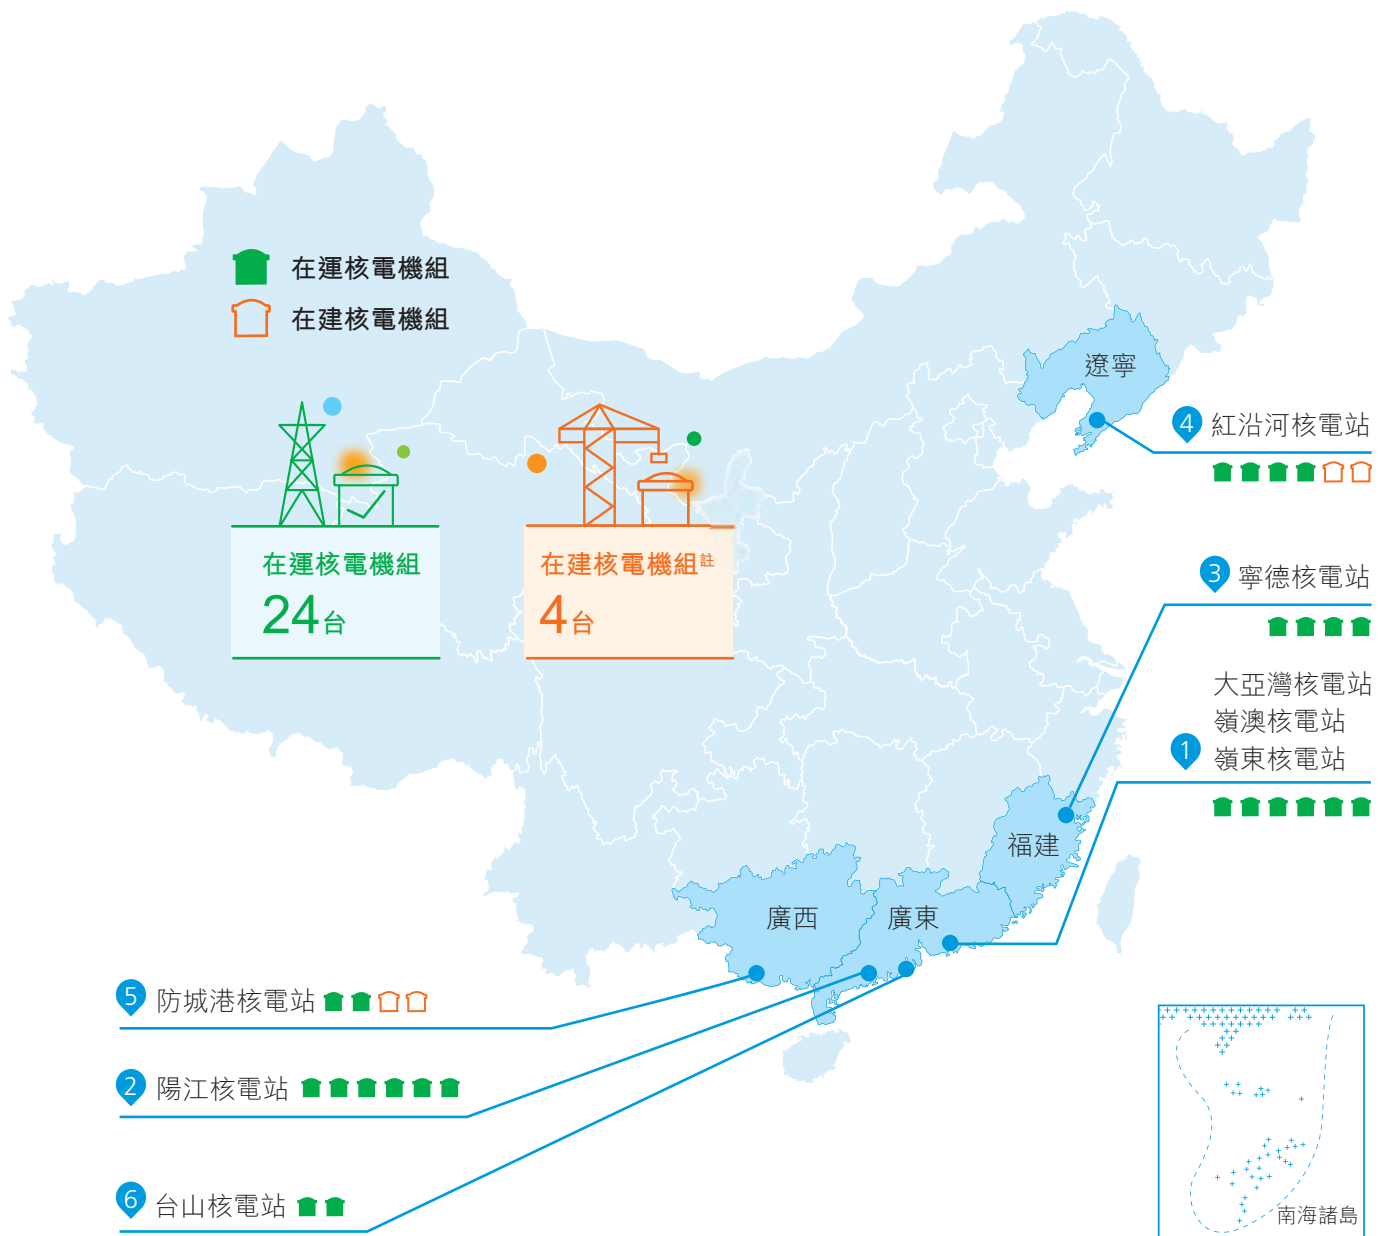 在運核電機組
在建核電機組
在運核電機組
24台
在建核電機組註
4台
遼寧
4 紅沿河核電站
3 寧德核電站
大亞灣核電站
嶺澳核電站
1 嶺東核電站
福建
廣西
廣東
5 防城港核電站
2 陽江核電站
6 台山核電站
南海諸島